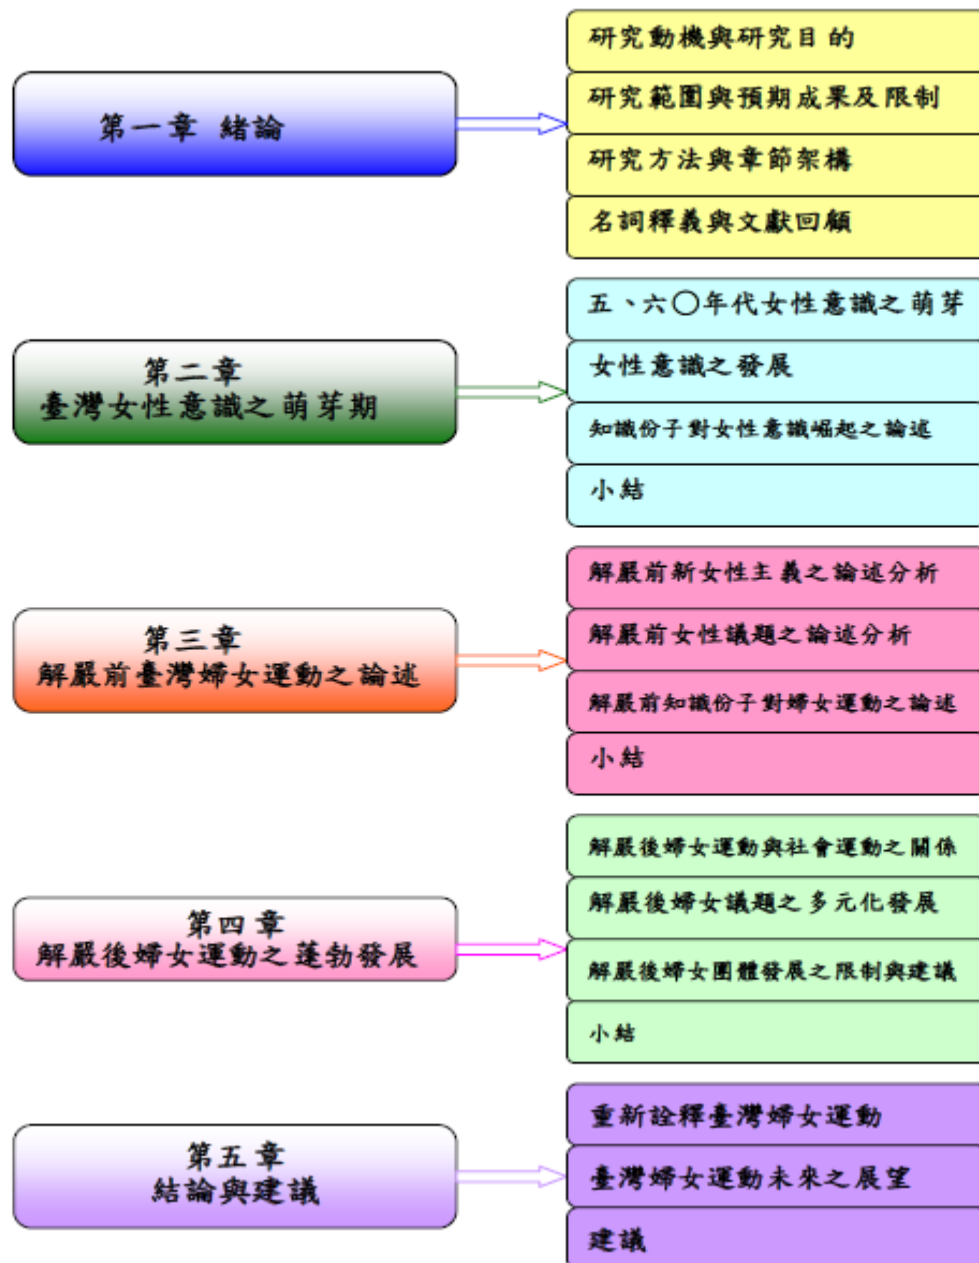 第一章 緒論
研究動機與研究目的
研究範圍與預期成果及限制
研究方法與章節架構
名詞釋義與文獻回顧
第二章
臺灣女性意識之萌芽期
五、六〇年代女性意識之萌芽
女性意識之發展
知識份子對女性意識崛起之論述
小結
第三章
解嚴前臺灣婦女運動之論述
解嚴前新女性主義之論述分析
解嚴前女性議題之論述分析
解嚴前知識份子對婦女運動之論述
小結
第四章
解嚴後婦女運動之蓬勃發展
解嚴後婦女運動與社會運動之關係
解嚴後婦女議題之多元化發展
解嚴後婦女團體發展之限制與建議
小結
第五章
結論與建議
重新詮釋臺灣婦女運動
臺灣婦女運動未來之展望
建議